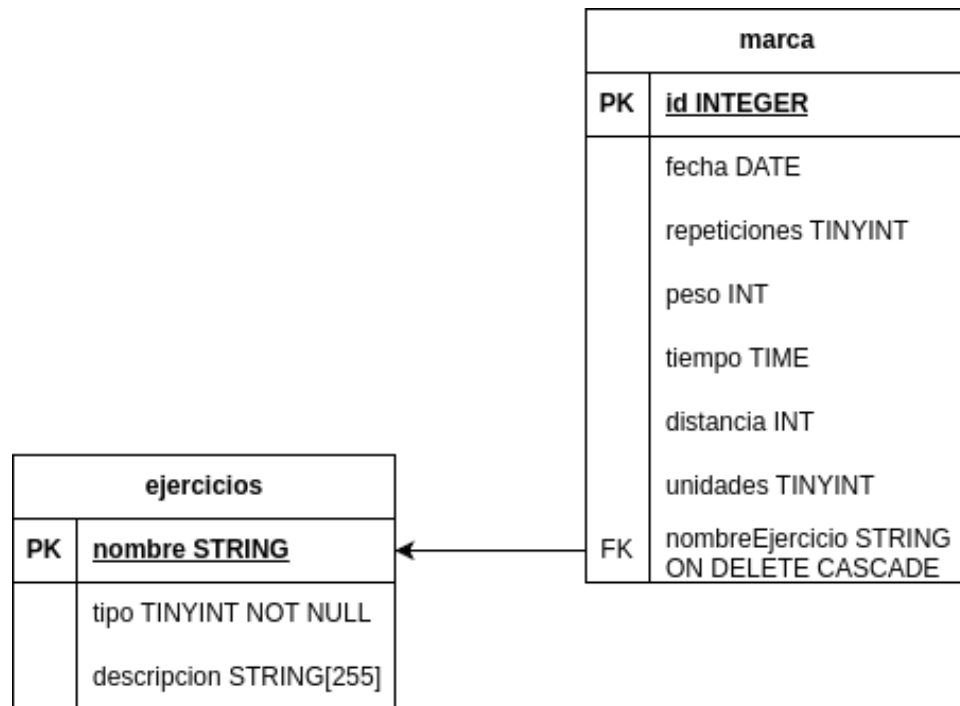 marca
PK id INTEGER
fecha DATE
repeticiones TINYINT
peso INT
tiempo TIME
distancia INT
unidades TINYINT
FK nombreEjercicio STRING
ON DELETE CASCADE
ejercicios
PK nombre STRING
tipo TINYINT NOT NULL
descripcion STRING[255]